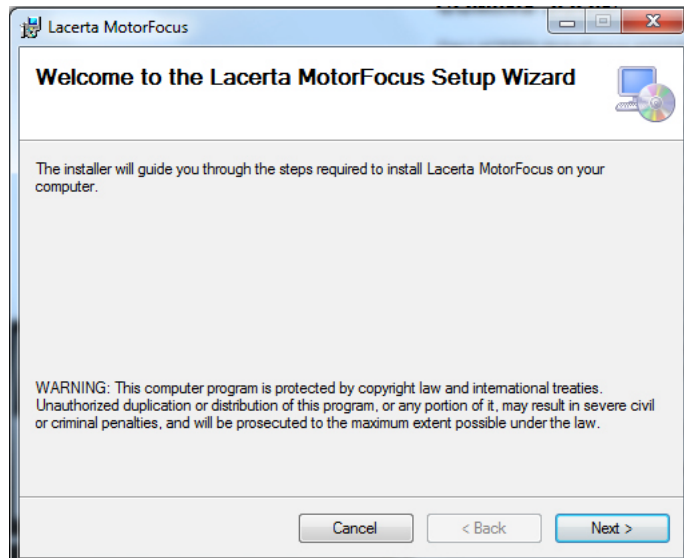 Lacerta MotorFocus
Welcome to the Lacerta MotorFocus Setup Wizard
The installer will guide you through the steps required to install Lacerta MotorFocus on your
computer.
WARNING: This computer program is protected by copyright law and international treaties.
Unauthorized duplication or distribution of this program, or any portion of it, may result in severe civil
or criminal penalties, and will be prosecuted to the maximum extent possible under the law.
Cancel
< Back
Next >